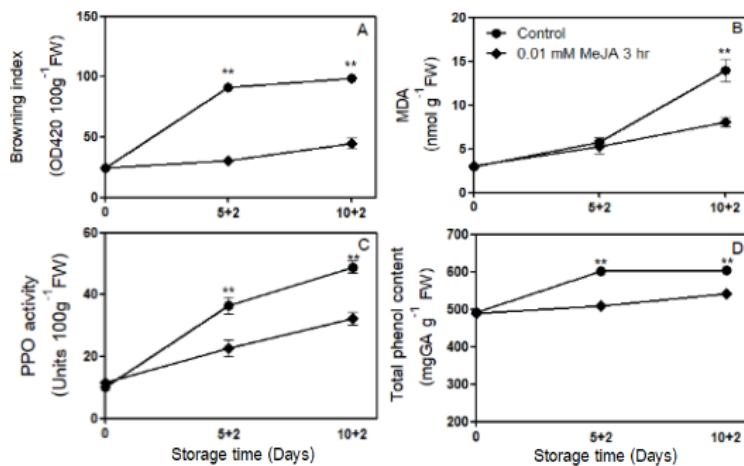 A
Browning index
(OD420 100g⁻¹ FW)
150
100
50
0
**
**
0
5+2
10+2
B
Control
0.01 mM MeJA 3 hr
MDA
(nmol g⁻¹ FW)
20
15
10
5
0
**
0
5+2
10+2
C
PPO activity
(Units 100g⁻¹ FW)
60
40
20
0
**
**
0
5+2
10+2
Storage time (Days)
D
Total phenol content
(mgGA g⁻¹ FW)
700
600
500
400
300
200
**
**
0
5+2
10+2
Storage time (Days)